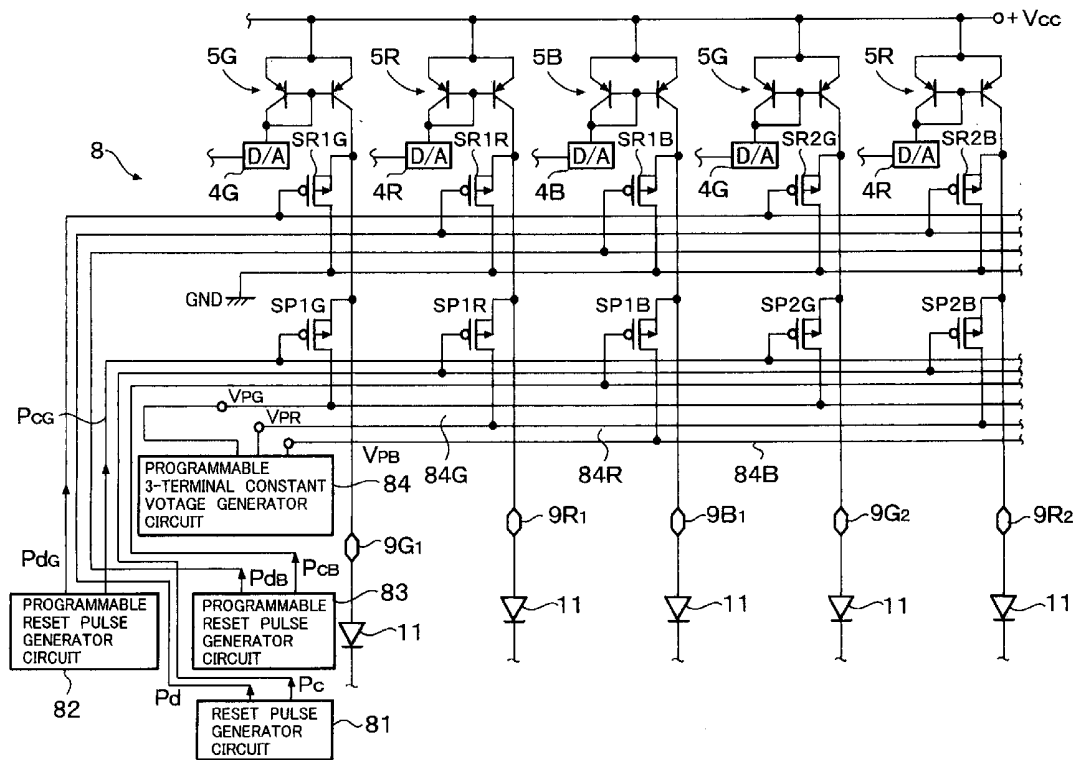 +Vcc
5G 5R 5B 5G 5R
SR1G SR1R SR1B SR2G SR2B
D/A D/A D/A D/A D/A
8
4G 4R 4B 4G 4R
GND
SP1G SP1R SP1B SP2G SP2B
PCG
VPG
VPR
VPB
84G 84R 84B
PROGRAMMABLE
3-TERMINAL CONSTANT
VOTAGE GENERATOR
CIRCUIT
84
9G1 9R1 9B1 9G2 9R2
PdG
PdB
PCB
PROGRAMMABLE
RESET PULSE
GENERATOR
CIRCUIT
82
PROGRAMMABLE
RESET PULSE
GENERATOR
CIRCUIT
83
11 11 11 11 11
Pd
PC
RESET PULSE
GENERATOR
CIRCUIT
81